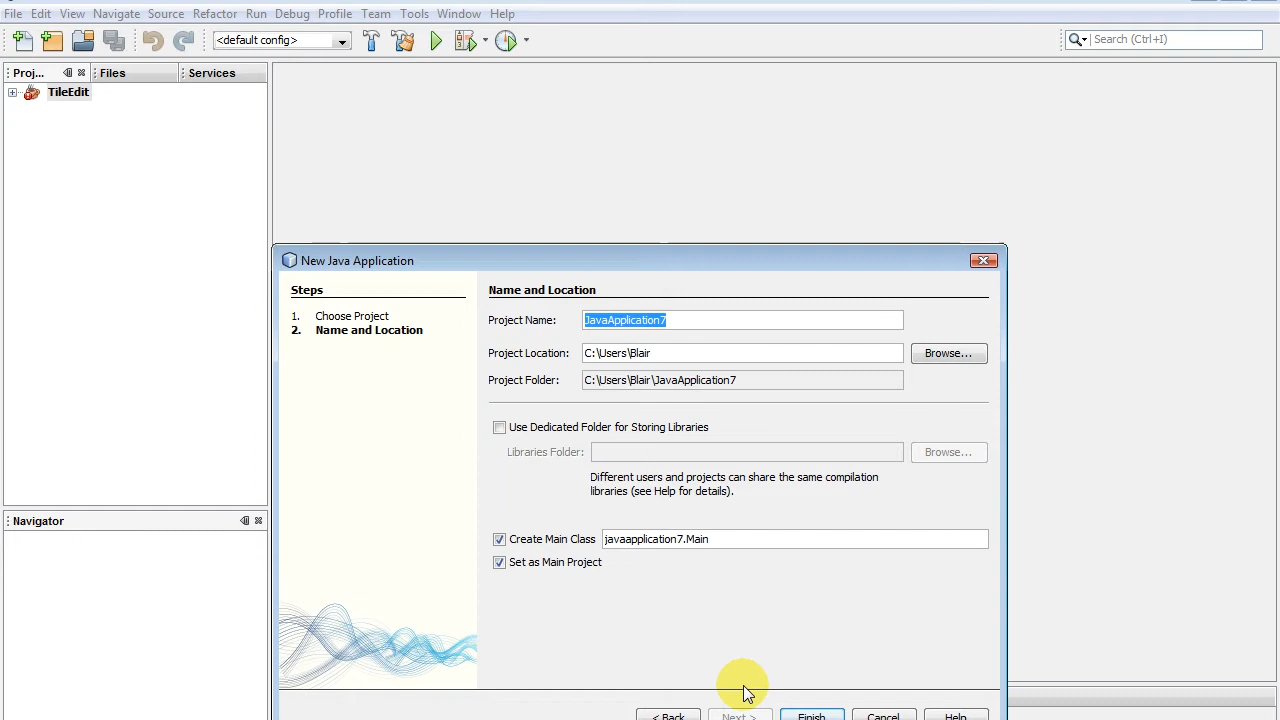 File Edit View Navigate Source Refactor Run Debug Profile Team Tools Window Help
<default config>
Search (Ctrl+I)
Proj... Files Services
TileEdit
New Java Application
Steps
1. Choose Project
2. Name and Location
Name and Location
Project Name: JavaApplication7
Project Location: C:\Users\Blair Browse...
Project Folder: C:\Users\Blair\JavaApplication7
Use Dedicated Folder for Storing Libraries
Libraries Folder: Browse...
Different users and projects can share the same compilation
libraries (see Help for details).
Navigator
Create Main Class javaapplication7.Main
Set as Main Project
< Back Next > Finish Cancel Help